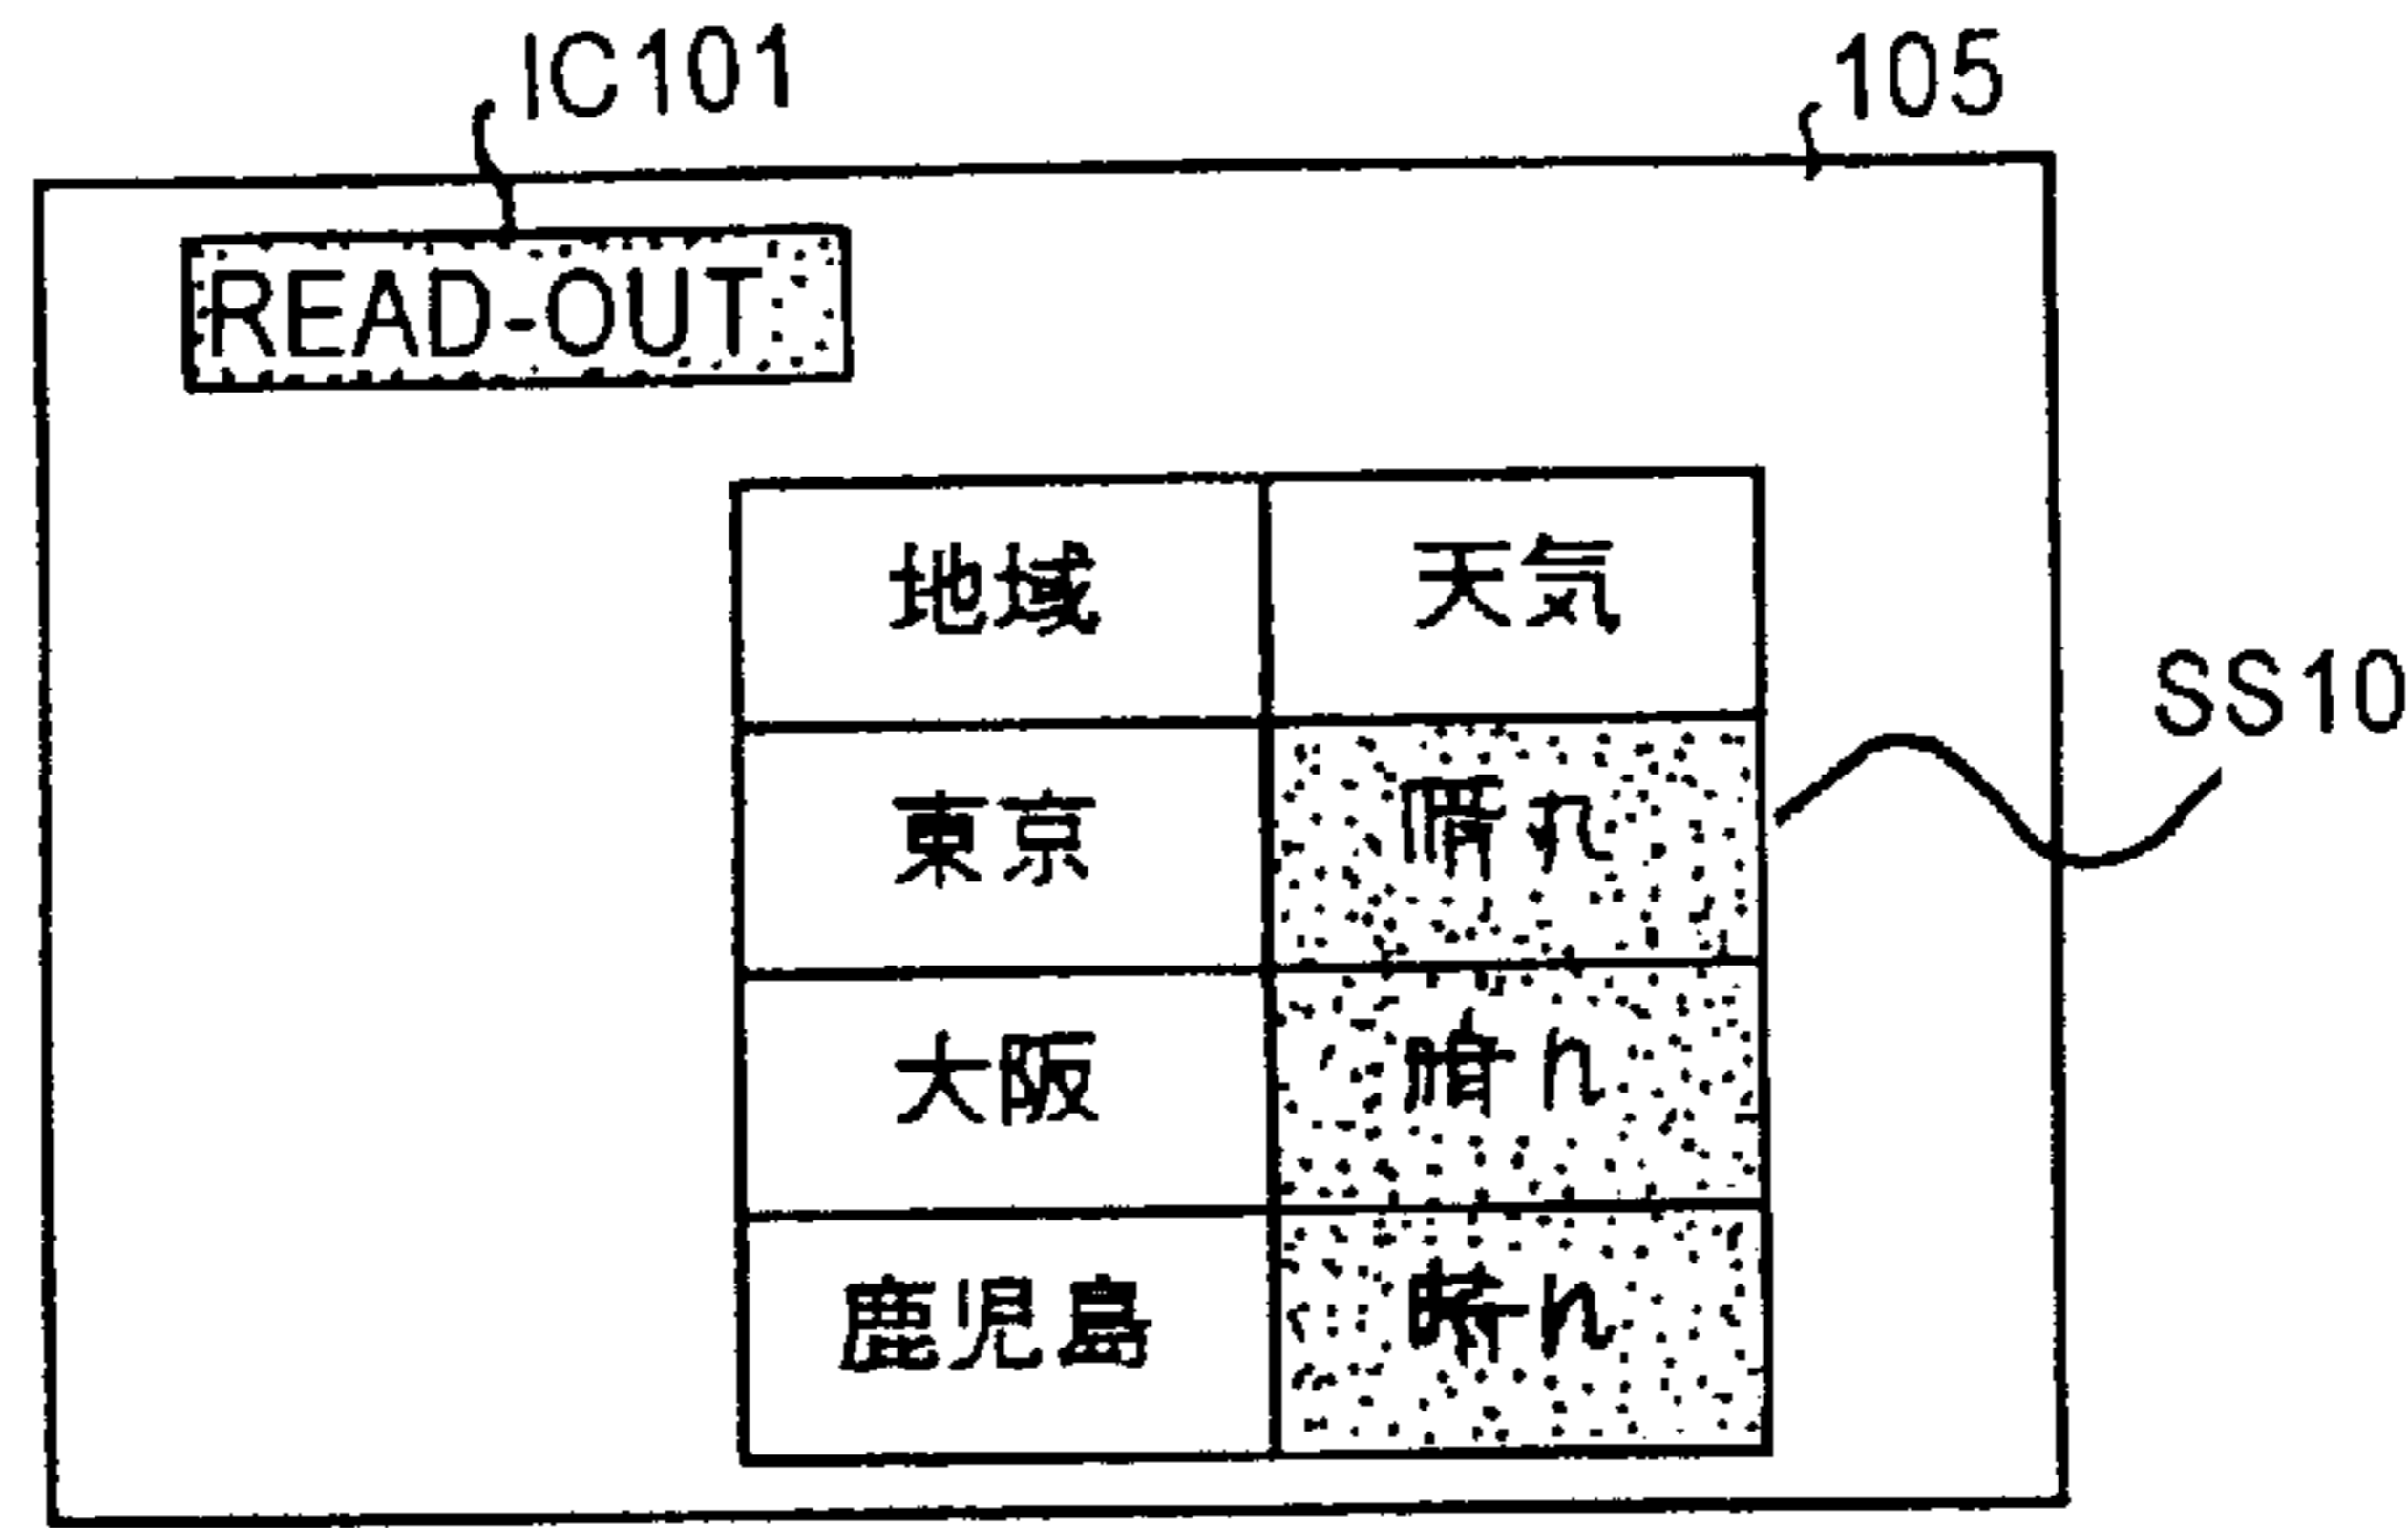 IC101 105
READ-OUT
地域 天気
SS10
東京 晴れ
大阪 晴れ
鹿児島 晴れ